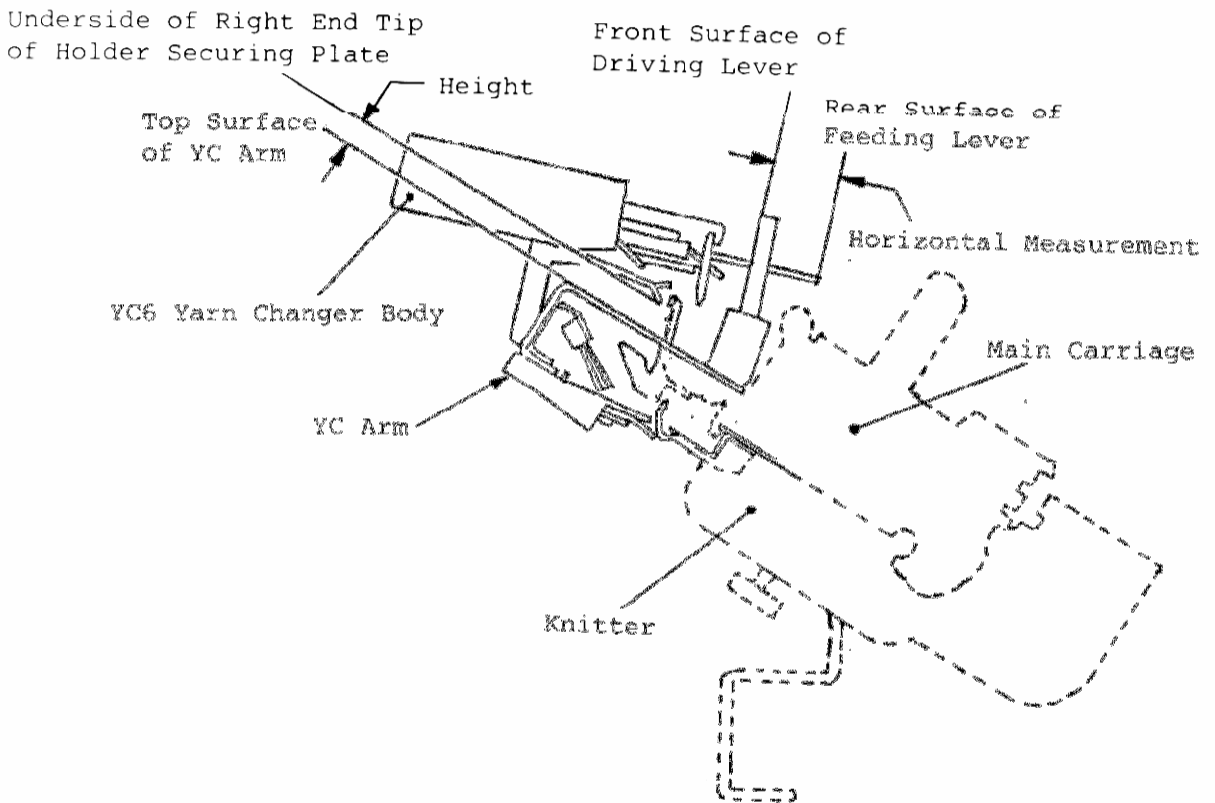 Underside of Right End Tip
of Holder Securing Plate
Height
Front Surface of
Driving Lever
Top Surface
of YC Arm
Rear Surface of
Feeding Lever
Horizontal Measurement
YC6 Yarn Changer Body
Main Carriage
YC Arm
Knitter